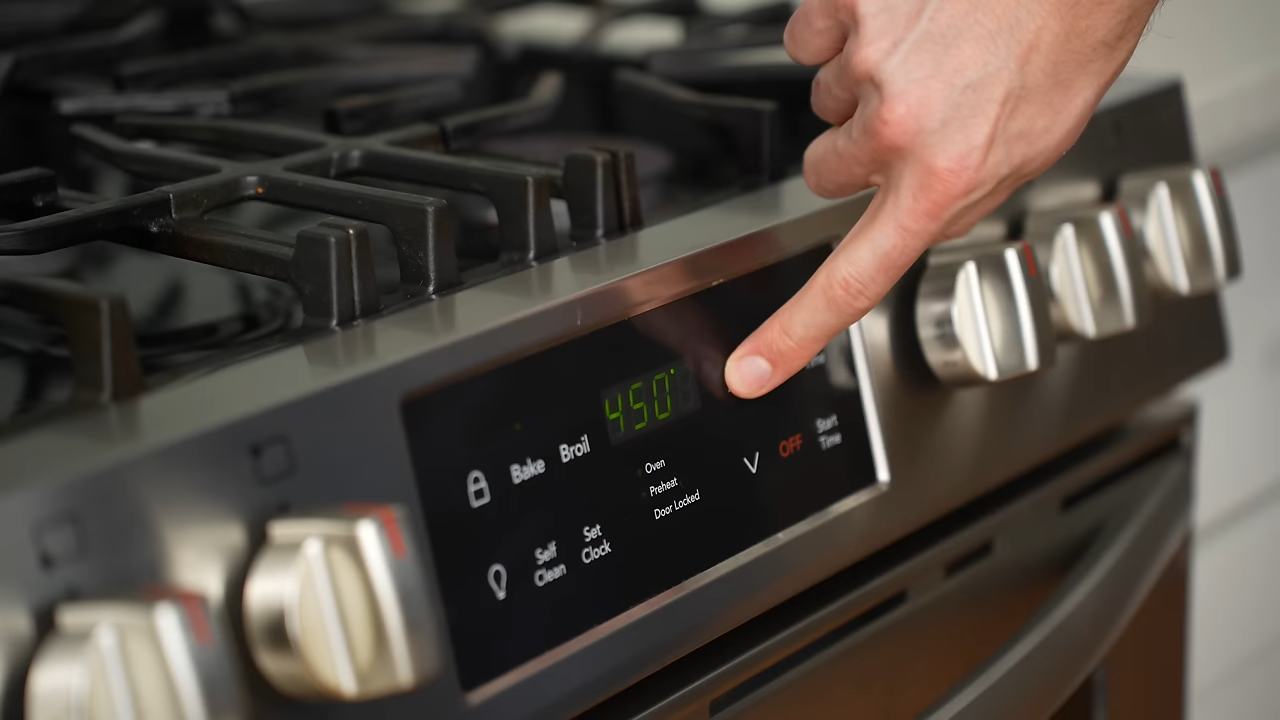 450°
Bake
Broil
Oven
Preheat
Door Locked
OFF
Start
Time
Self
Clean
Set
Clock